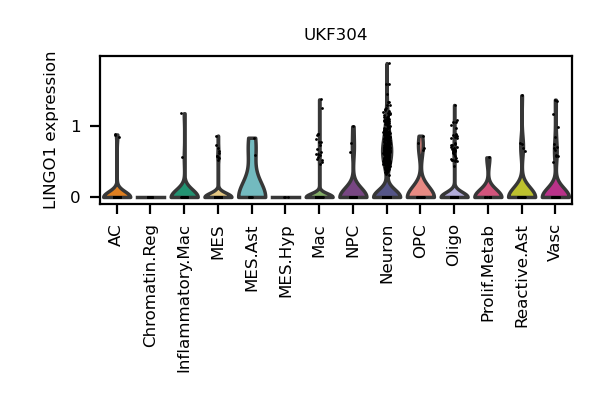 UKF304
LINGO1 expression
1
0
AC
Chromatin.Reg
Inflammatory.Mac
MES
MES.Ast
MES.Hyp
Mac
NPC
Neuron
OPC
Oligo
Prolif.Metab
Reactive.Ast
Vasc